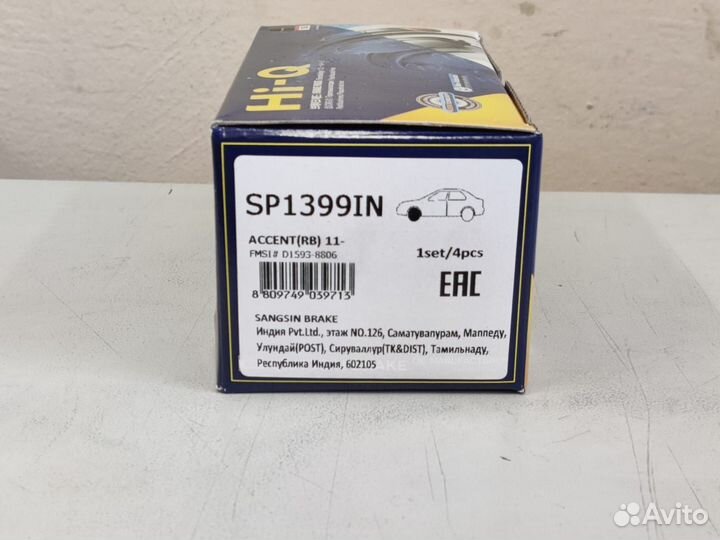 Hi-Q
SP1399IN
ACCENT(RB) 11-
FMSI# D1593-8806
1set/4pcs
8 809749 039713
EAC
SANGSIN BRAKE
Индия Pvt.Ltd., этаж NO.126, Саматувапурам, Маппеду,
Улундай(POST), Сируваллур(TK&DIST), Тамильнаду,
Республика Индия, 602105
Avito